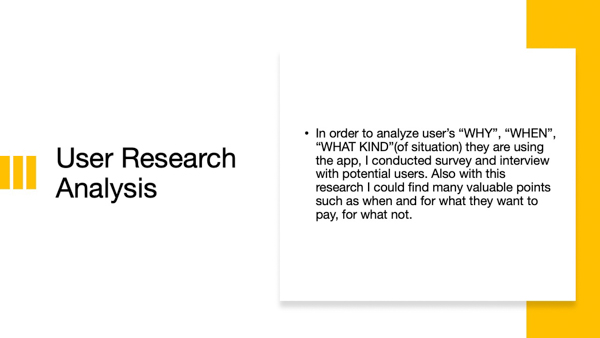 User Research
Analysis
• In order to analyze user’s “WHY”, “WHEN”,
“WHAT KIND”(of situation) they are using
the app, I conducted survey and interview
with potential users. Also with this
research I could find many valuable points
such as when and for what they want to
pay, for what not.